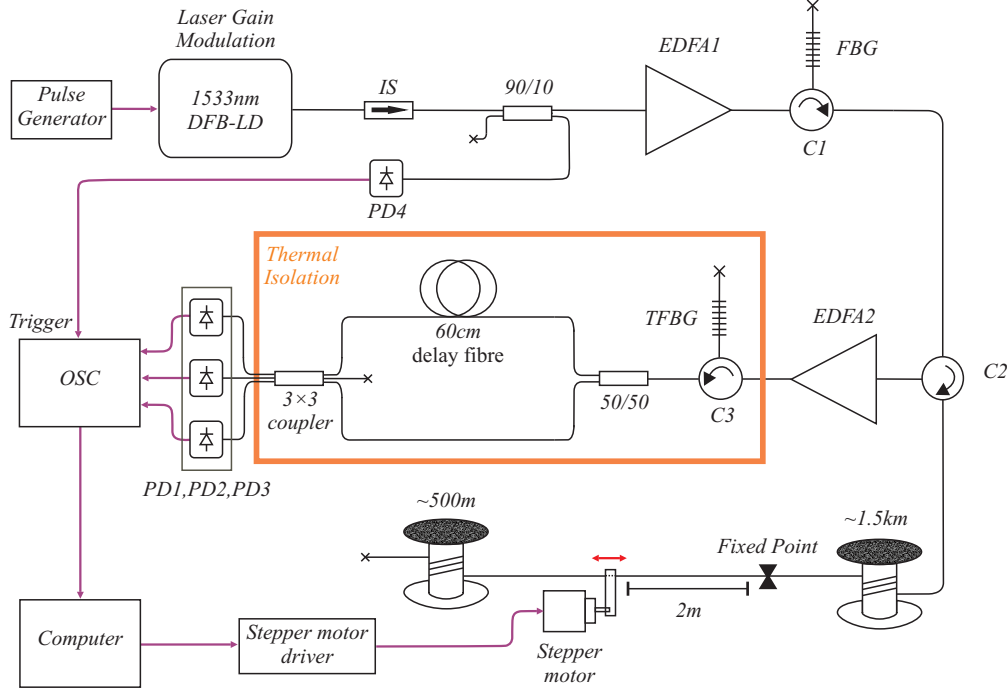 Laser Gain
Modulation
Pulse
Generator
1533nm
DFB-LD
IS
90/10
EDFA1
FBG
C1
PD4
Thermal
Isolation
60cm
delay fibre
TFBG
EDFA2
Trigger
OSC
3×3
coupler
50/50
C3
C2
PD1,PD2,PD3
~500m
~1.5km
Fixed Point
2m
Computer
Stepper motor
driver
Stepper
motor